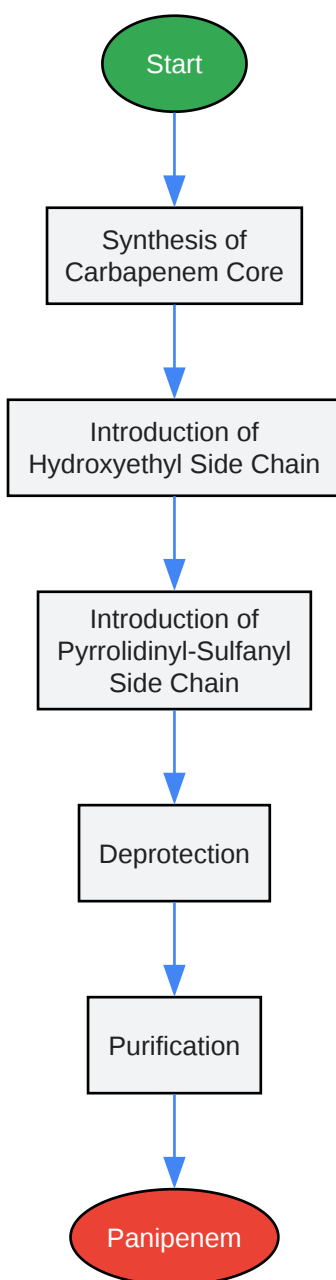 Start
Synthesis of
Carbapenem Core
Introduction of
Hydroxyethyl Side Chain
Introduction of
Pyrrolidinyl-Sulfanyl
Side Chain
Deprotection
Purification
Panipenem